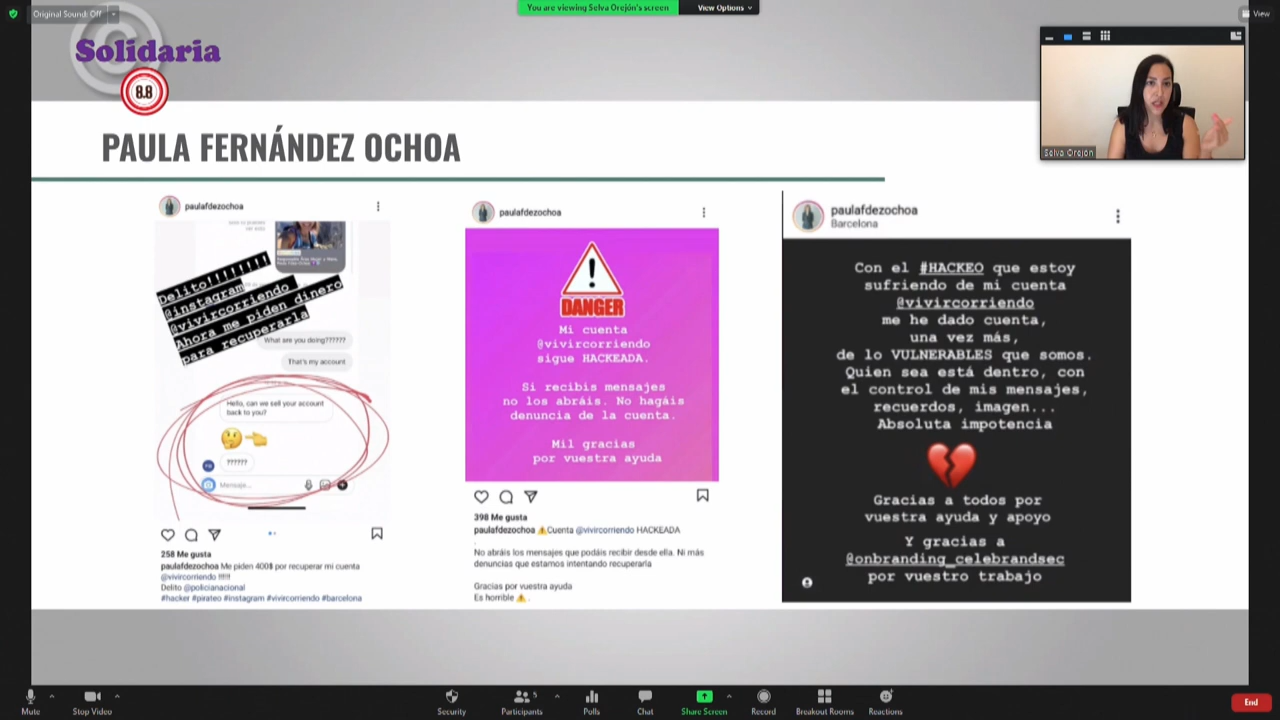 Original Sound: Off
You are viewing Selva Orejón's screen
View Options
View
Solidaria
8.8
Selva Orejón
PAULA FERNÁNDEZ OCHOA
paulafdezochoa
Delito!!!!!!!!!
@instagram
@vivircorriendo
Ahora me piden dinero
para recuperarla
What are you doing??????
That's my account
Hello, can we sell your account
back to you?
??????
Mensaje...
258 Me gusta
paulafdezochoa Me piden 400$ por recuperar mi cuenta
@vivircorriendo !!!!!!
Delito @policianacional
#hacker #pirateo #instagram #vivircorriendo #barcelona
paulafdezochoa
DANGER
Mi cuenta
@vivircorriendo
sigue HACKEADA.
Si recibis mensajes
no los abráis. No hagáis
denuncia de la cuenta.
Mil gracias
por vuestra ayuda
398 Me gusta
paulafdezochoa ⚠️Cuenta @vivircorriendo HACKEADA
.
No abráis los mensajes que podáis recibir desde ella. Ni más
denuncias que estamos intentando recuperarla
Gracias por vuestra ayuda
Es horrible ⚠️ .
paulafdezochoa
Barcelona
Con el #HACKEO que estoy
sufriendo de mi cuenta
@vivircorriendo
me he dado cuenta,
una vez más,
de lo VULNERABLES que somos.
Quien sea está dentro, con
el control de mis mensajes,
recuerdos, imagen...
Absoluta impotencia
Gracias a todos por
vuestra ayuda y apoyo
Y gracias a
@onbranding_celebrandsec
por vuestro trabajo
Mute
Stop Video
Security
Participants
5
Polls
Chat
Share Screen
Record
Breakout Rooms
Reactions
End